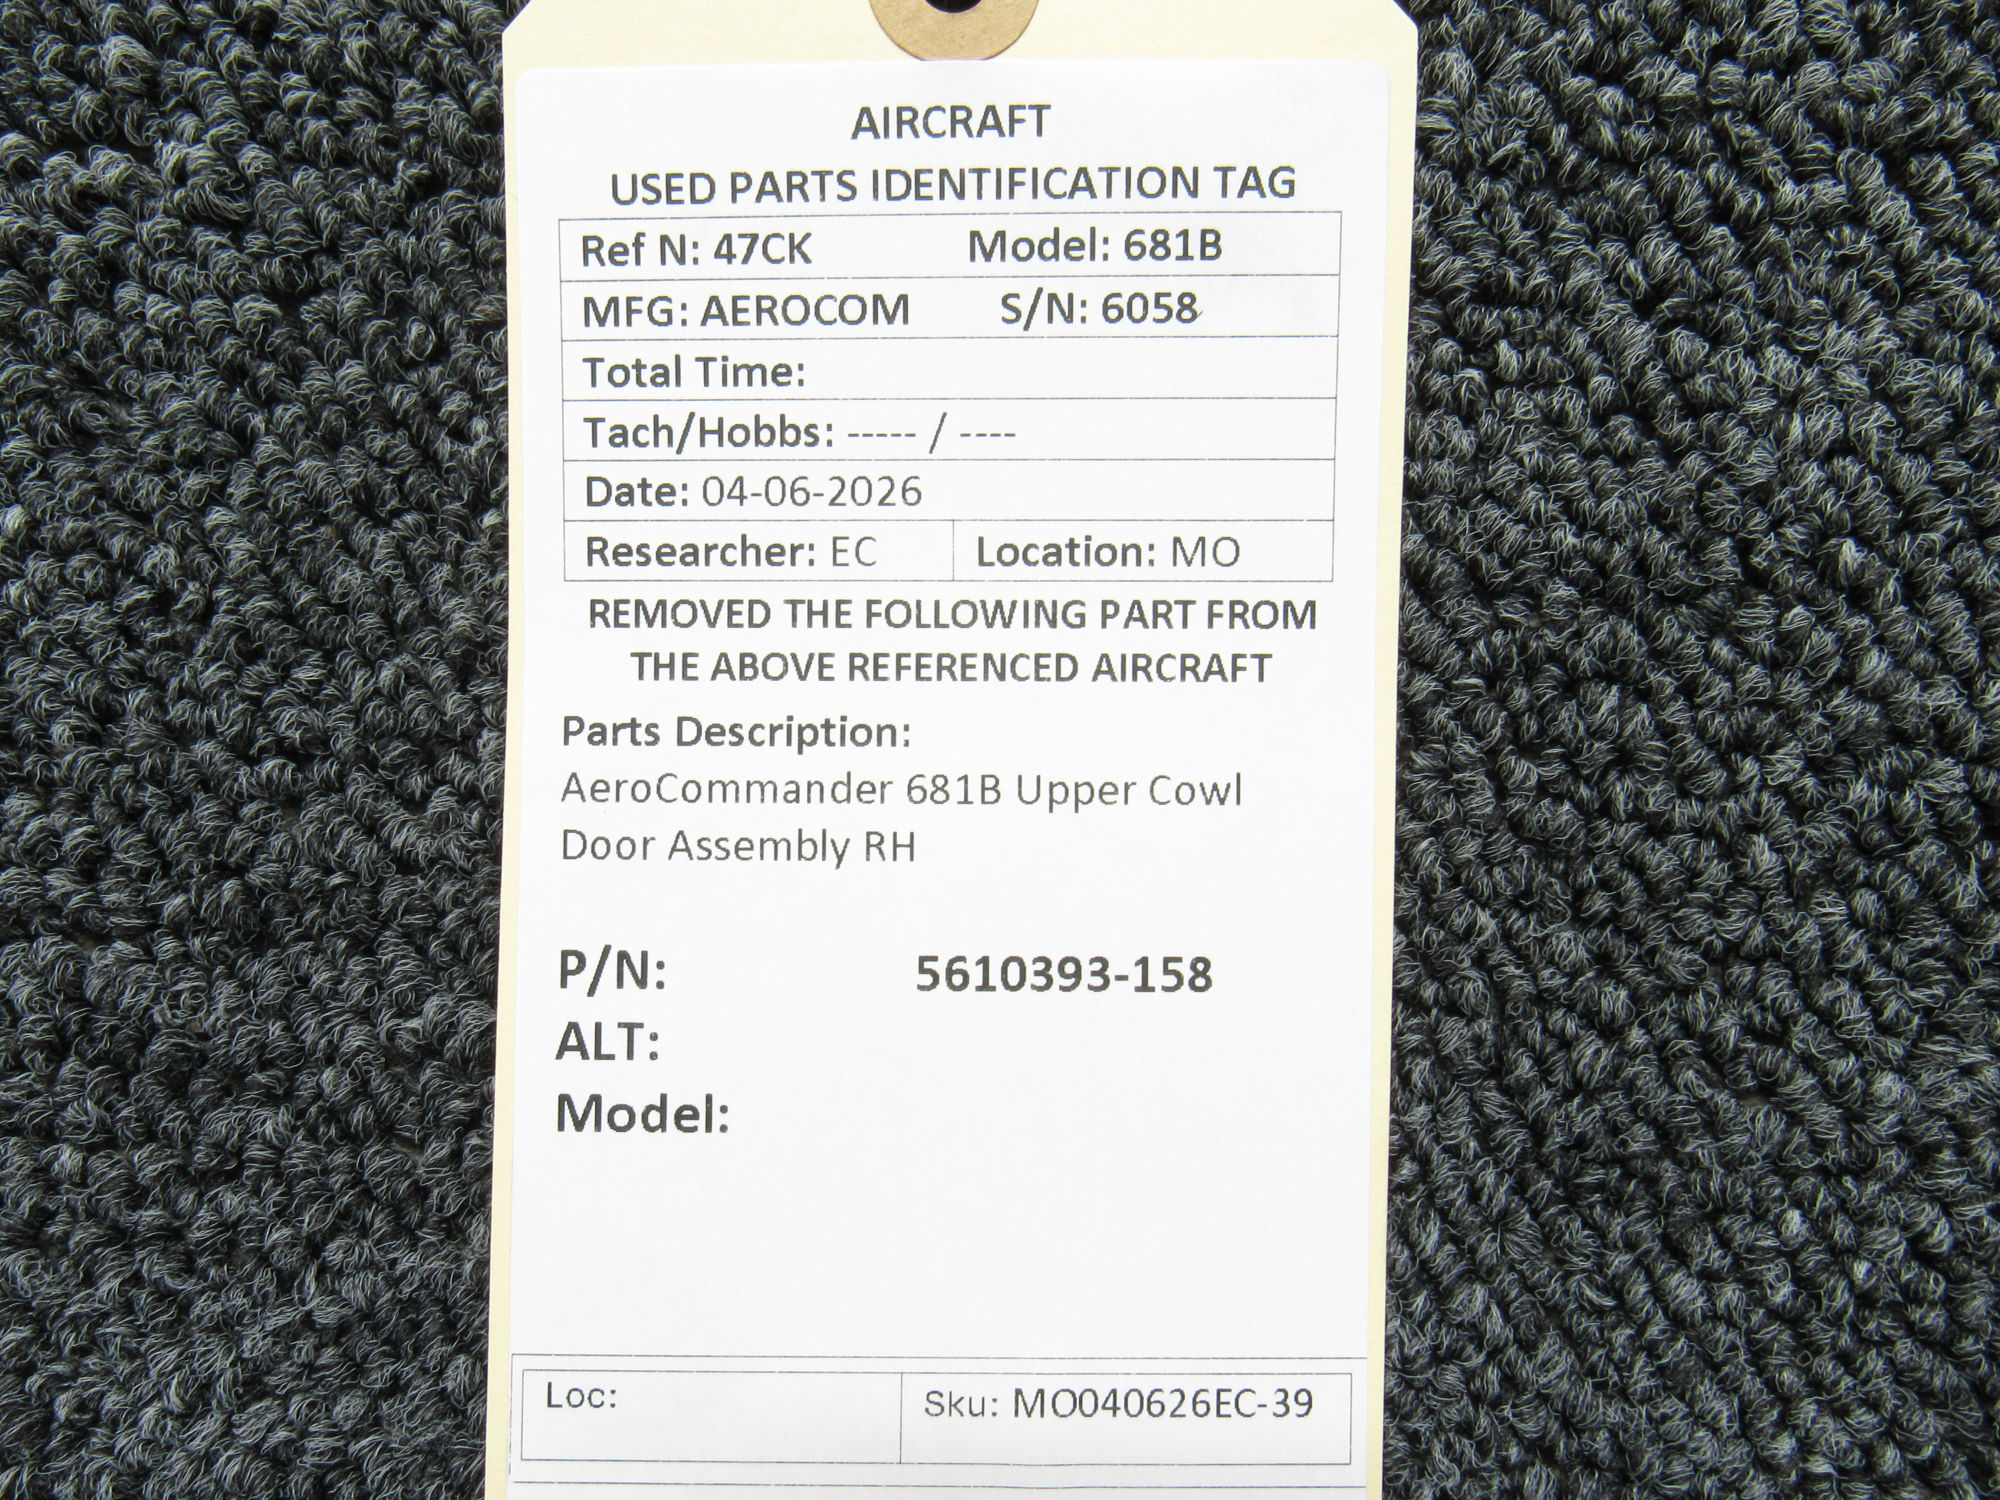 AIRCRAFT
USED PARTS IDENTIFICATION TAG
Ref N: 47CK Model: 681B
MFG: AEROCOM S/N: 6058
Total Time:
Tach/Hobbs: ----- / ----
Date: 04-06-2026
Researcher: EC Location: MO
REMOVED THE FOLLOWING PART FROM
THE ABOVE REFERENCED AIRCRAFT
Parts Description:
AeroCommander 681B Upper Cowl
Door Assembly RH
P/N: 5610393-158
ALT:
Model:
Loc: Sku: MO040626EC-39